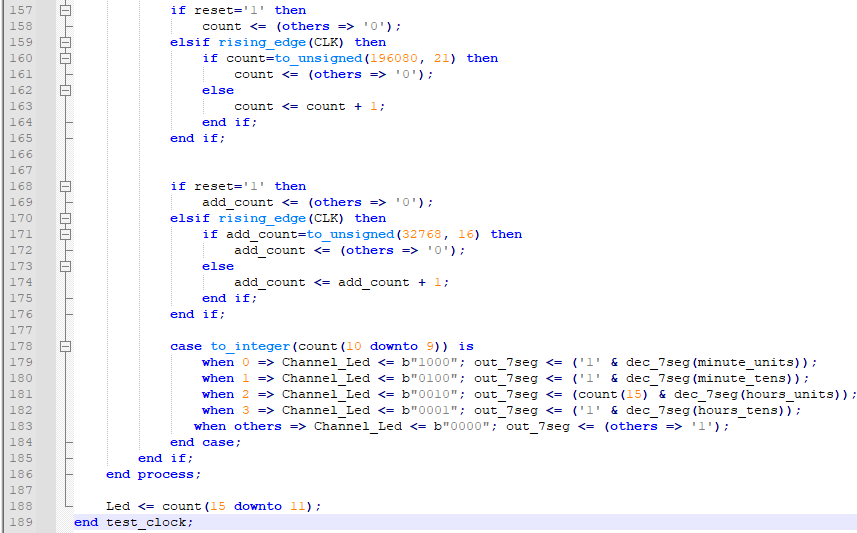 157 if reset='1' then
158 count <= (others => '0');
159 elsif rising_edge(CLK) then
160 if count=to_unsigned(196080, 21) then
161 count <= (others => '0');
162 else
163 count <= count + 1;
164 end if;
165 end if;
166
167
168 if reset='1' then
169 add_count <= (others => '0');
170 elsif rising_edge(CLK) then
171 if add_count=to_unsigned(32768, 16) then
172 add_count <= (others => '0');
173 else
174 add_count <= add_count + 1;
175 end if;
176 end if;
177
178 case to_integer(count(10 downto 9)) is
179 when 0 => Channel_Led <= b"1000"; out_7seg <= ('1' & dec_7seg(minute_units));
180 when 1 => Channel_Led <= b"0100"; out_7seg <= ('1' & dec_7seg(minute_tens));
181 when 2 => Channel_Led <= b"0010"; out_7seg <= (count(15) & dec_7seg(hours_units));
182 when 3 => Channel_Led <= b"0001"; out_7seg <= ('1' & dec_7seg(hours_tens));
183 when others => Channel_Led <= b"0000"; out_7seg <= (others => '1');
184 end case;
185 end if;
186 end process;
187
188 Led <= count(15 downto 11);
189 end test_clock;